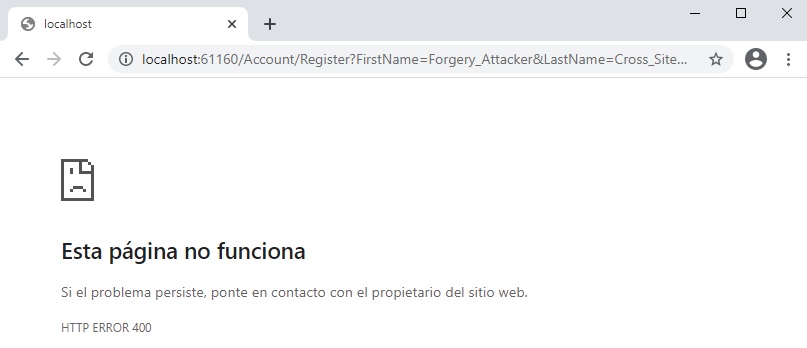 localhost
localhost:61160/Account/Register?FirstName=Forgery_Attacker&LastName=Cross_Site...
Esta página no funciona
Si el problema persiste, ponte en contacto con el propietario del sitio web.
HTTP ERROR 400